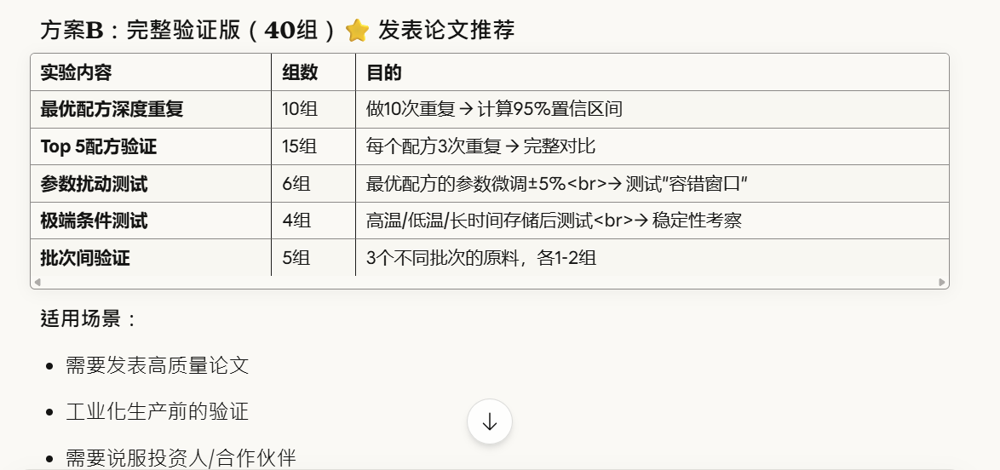 方案B：完整验证版（40组）⭐ 发表论文推荐
实验内容 组数 目的
最优配方深度重复 10组 做10次重复 → 计算95%置信区间
Top 5配方验证 15组 每个配方3次重复 → 完整对比
参数扰动测试 6组 最优配方的参数微调±5%<br>→ 测试"容错窗口"
极端条件测试 4组 高温/低温/长时间存储后测试<br>→ 稳定性考察
批次间验证 5组 3个不同批次的原料，各1-2组
适用场景：
• 需要发表高质量论文
• 工业化生产前的验证
• 需要说服投资人/合作伙伴